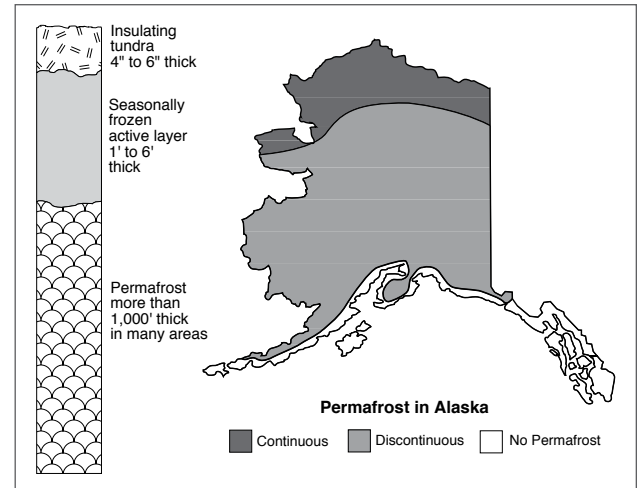 Insulating
tundra
4" to 6" thick
Seasonally
frozen
active layer
1' to 6'
thick
Permafrost
more than
1,000' thick
in many areas
Permafrost in Alaska
Continuous
Discontinuous
No Permafrost